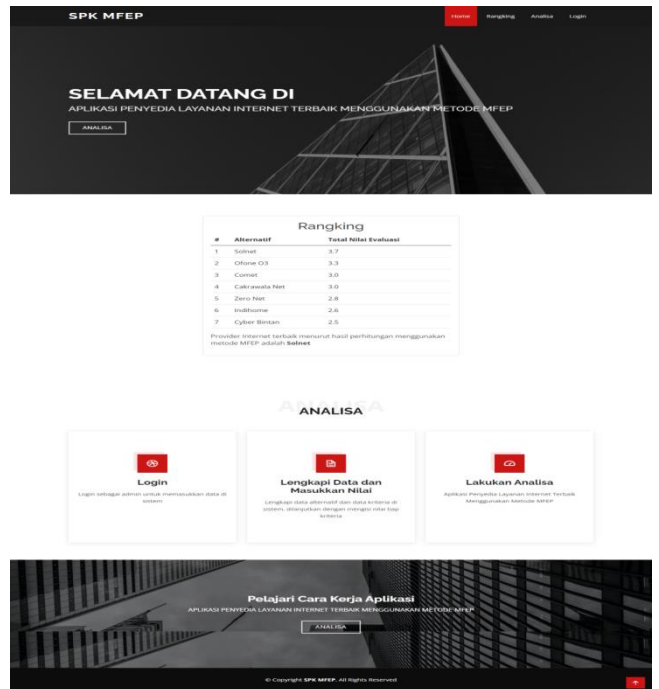 SPK MFEP
Home Rangking Analisa Login
SELAMAT DATANG DI
APLIKASI PENYEDIA LAYANAN INTERNET TERBAIK MENGGUNAKAN METODE MFEP
ANALISA
Rangking
# Alternatif Total Nilai Evaluasi
1 Solnet 3.7
2 Ofone O3 3.3
3 Comet 3.0
4 Cakrawala Net 3.0
5 Zero Net 2.8
6 Indihome 2.6
7 Cyber Bintan 2.5
Provider Internet terbaik menurut hasil perhitungan menggunakan
metode MFEP adalah Solnet
ANALISA
ANALISA
Login
Login sebagai admin untuk memasukkan data di
sistem
Lengkapi Data dan
Masukkan Nilai
Lengkapi data alternatif dan data kriteria di
sistem, dilanjutkan dengan mengisi nilai tiap
kriteria
Lakukan Analisa
Aplikasi Penyedia Layanan Internet Terbaik
Menggunakan Metode MFEP
Pelajari Cara Kerja Aplikasi
APLIKASI PENYEDIA LAYANAN INTERNET TERBAIK MENGGUNAKAN METODE MFEP
ANALISA
© Copyright SPK MFEP. All Rights Reserved